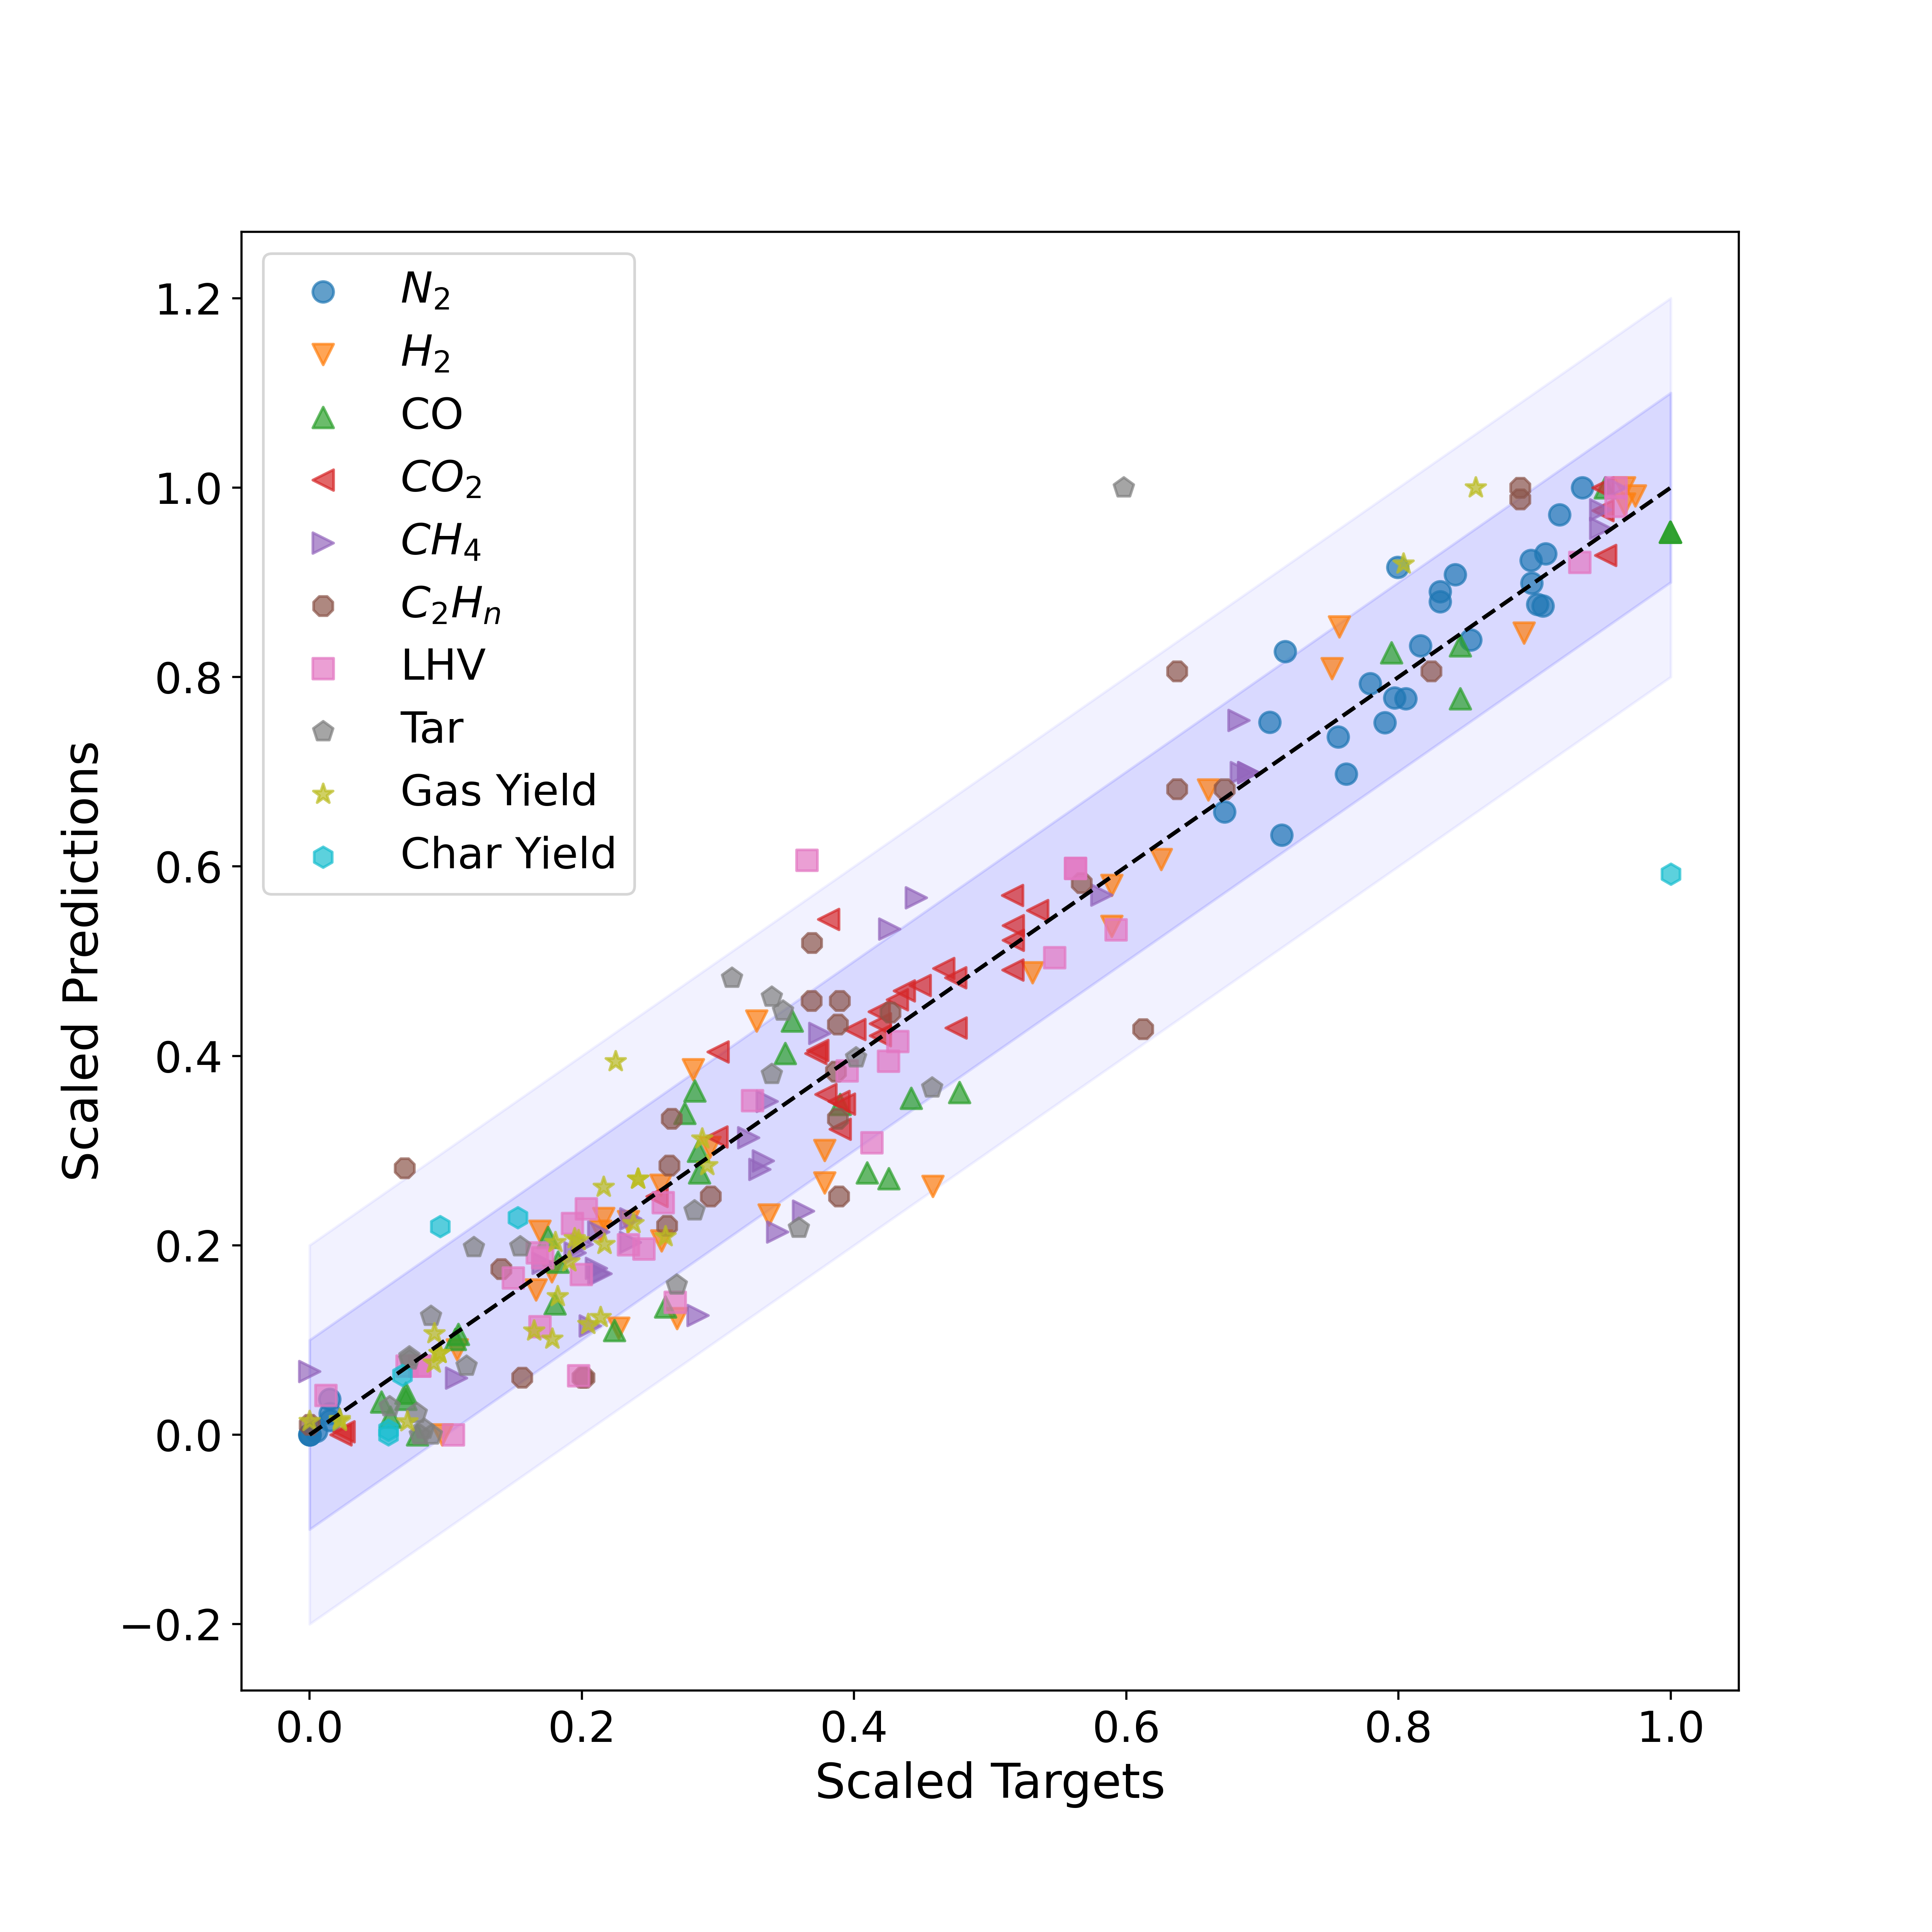 N₂
H₂
CO
CO₂
CH₄
C₂Hₙ
LHV
Tar
Gas Yield
Char Yield
1.2
1.0
0.8
0.6
0.4
0.2
0.0
−0.2
Scaled Predictions
0.0 0.2 0.4 0.6 0.8 1.0
Scaled Targets